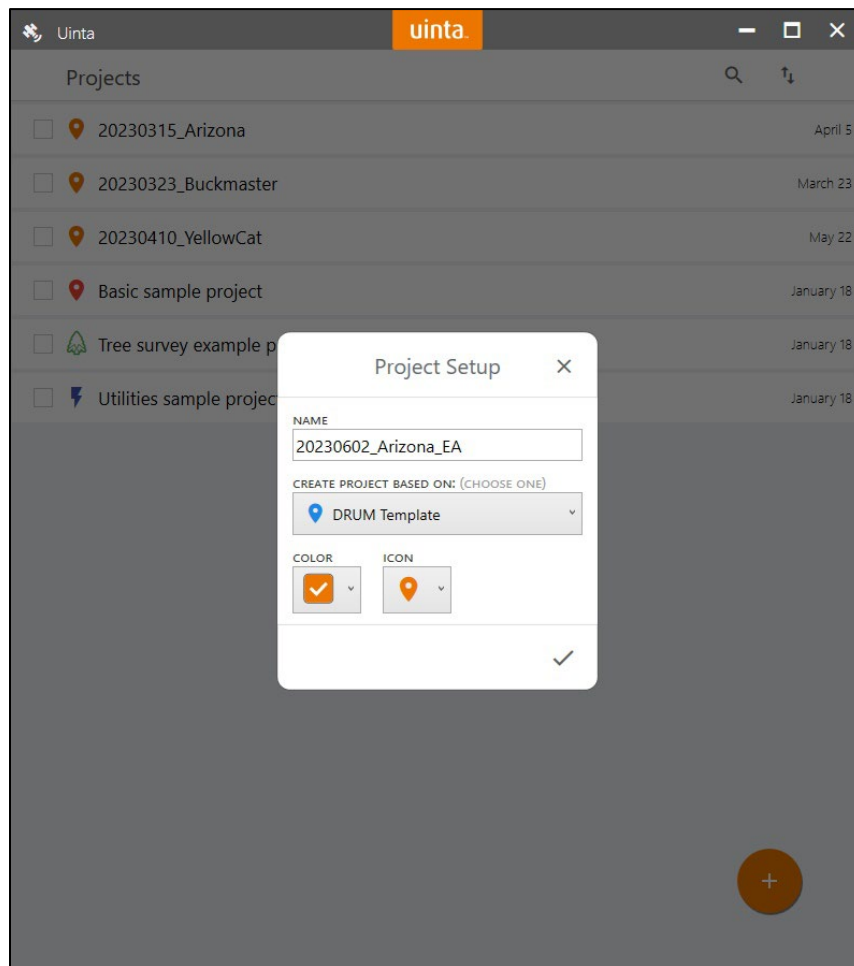 Uinta
uinta
Projects
20230315_Arizona April 5
20230323_Buckmaster March 23
20230410_YellowCat May 22
Basic sample project January 18
Tree survey example p January 18
Utilities sample projec January 18
Project Setup
NAME
20230602_Arizona_EA
CREATE PROJECT BASED ON: (CHOOSE ONE)
DRUM Template
COLOR ICON